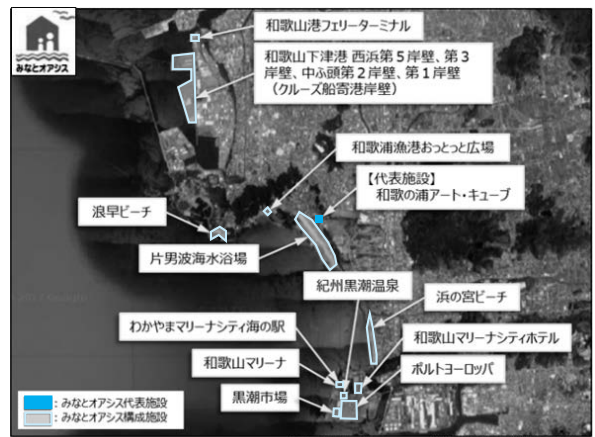 みなとオアシス
和歌山港フェリーターミナル
和歌山下津港 西浜第５岸壁、第３
岸壁、中ふ頭第２岸壁、第１岸壁
（クルーズ船寄港岸壁）
和歌浦漁港おっとっと広場
【代表施設】
和歌の浦アート・キューブ
浪早ビーチ
片男波海水浴場
紀州黒潮温泉
浜の宮ビーチ
わかやまマリーナシティ海の駅
和歌山マリーナシティホテル
和歌山マリーナ
ポルトヨーロッパ
黒潮市場
：みなとオアシス代表施設
：みなとオアシス構成施設